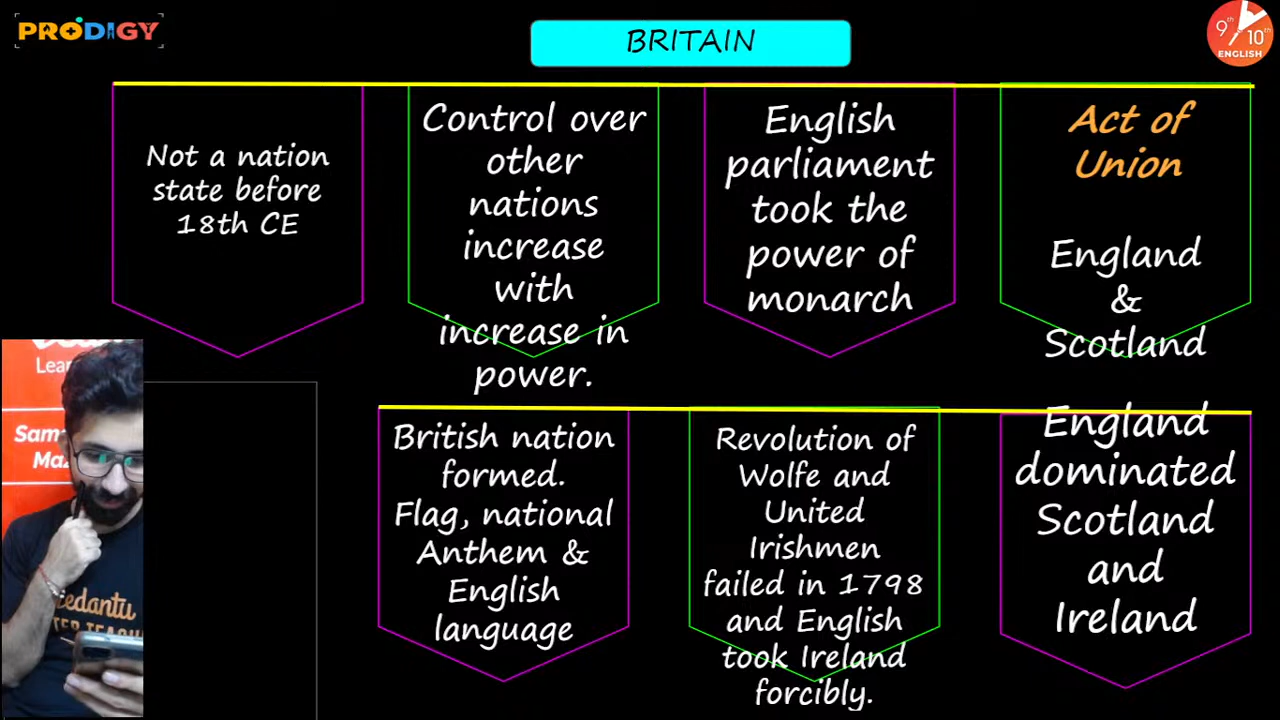 PRODIGY
BRITAIN
9th 10th
ENGLISH
Not a nation
state before
18th CE
Control over
other
nations
increase
with
increase in
power.
English
parliament
took the
power of
monarch
Act of
Union
England
&
Scotland
England
dominated
Scotland
and
Ireland
Revolution of
Wolfe and
United
Irishmen
failed in 1798
and English
took Ireland
forcibly.
British nation
formed.
Flag, national
Anthem &
English
language